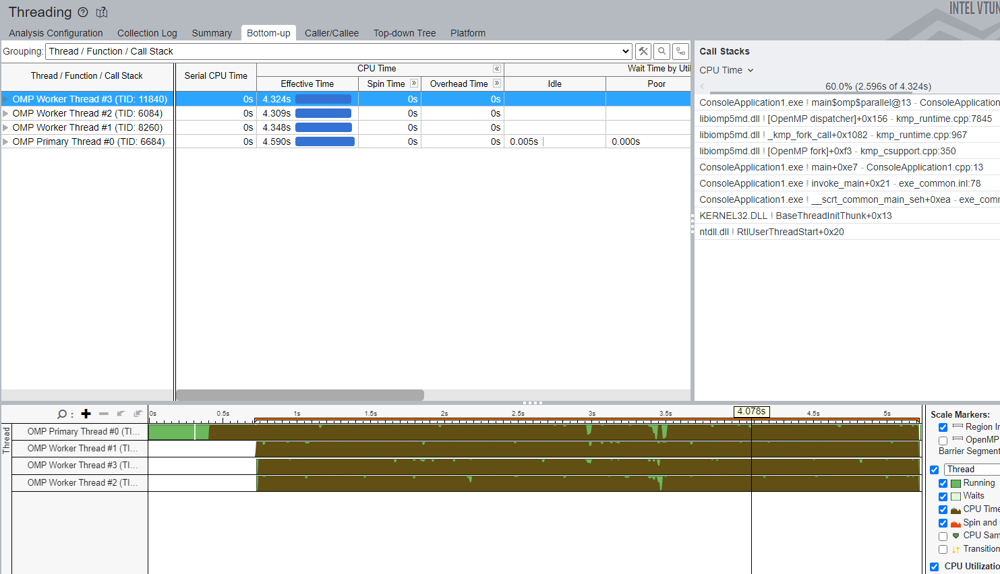 Threading
INTEL VTUN
Analysis Configuration Collection Log Summary Bottom-up Caller/Callee Top-down Tree Platform
Grouping: Thread / Function / Call Stack
Thread / Function / Call Stack Serial CPU Time CPU Time Wait Time by Util
Effective Time Spin Time Overhead Time Idle Poor
OMP Worker Thread #3 (TID: 11840) 0s 4.324s 0s 0s
OMP Worker Thread #2 (TID: 6084) 0s 4.309s 0s 0s
OMP Worker Thread #1 (TID: 8260) 0s 4.348s 0s 0s
OMP Primary Thread #0 (TID: 6684) 0s 4.590s 0s 0s 0.005s 0.000s
Call Stacks
CPU Time
60.0% (2.596s of 4.324s)
ConsoleApplication1.exe ! main$omp$parallel@13 - ConsoleApplication
libiomp5md.dll ! [OpenMP dispatcher]+0x156 - kmp_runtime.cpp:7845
libiomp5md.dll ! _kmp_fork_call+0x1082 - kmp_runtime.cpp:967
libiomp5md.dll ! [OpenMP fork]+0xf3 - kmp_csupport.cpp:350
ConsoleApplication1.exe ! main+0xe7 - ConsoleApplication1.cpp:13
ConsoleApplication1.exe ! invoke_main+0x21 - exe_common.inl:78
ConsoleApplication1.exe ! __scrt_common_main_seh+0xea - exe_comm
KERNEL32.DLL ! BaseThreadInitThunk+0x13
ntdll.dll ! RtlUserThreadStart+0x20
0s 0.5s 1s 1.5s 2s 2.5s 3s 3.5s 4.078s 4.5s 5s
Thread
OMP Primary Thread #0 (TI...
OMP Worker Thread #1 (TI...
OMP Worker Thread #3 (TI...
OMP Worker Thread #2 (TI...
Scale Markers:
Region In
OpenMP
Barrier Segment
Thread
Running
Waits
CPU Time
Spin and
CPU Sam
Transition
CPU Utilizatio